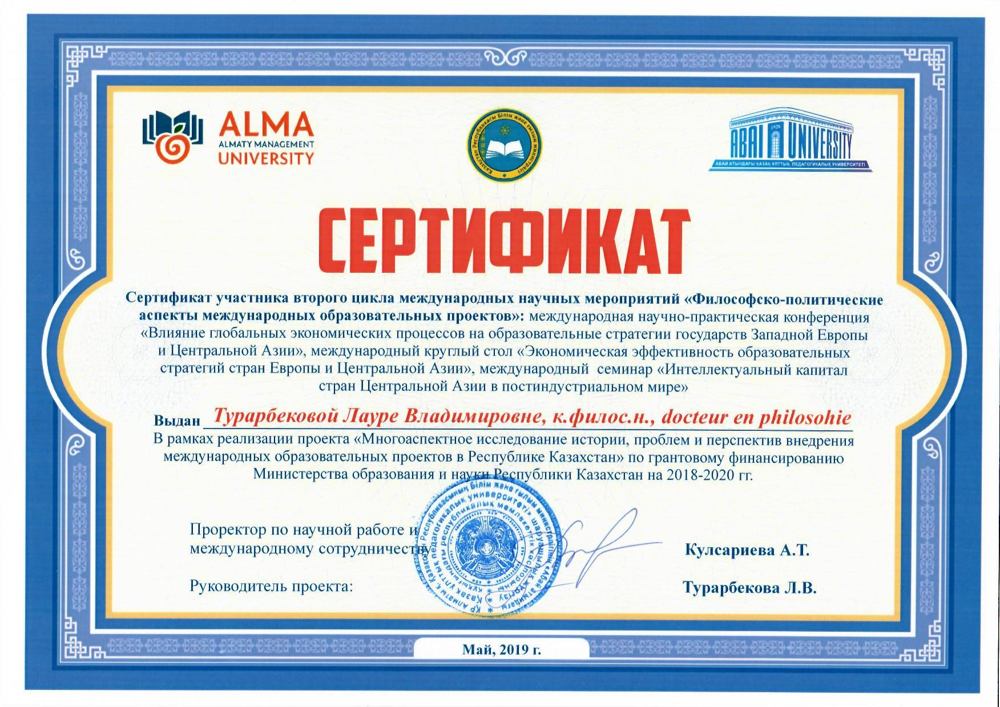 ALMA
ALMATY MANAGEMENT
UNIVERSITY
Қазақстан Республикасы Білім және ғылым министрлігі
1928
ABAI UNIVERSITY
АБАЙ АТЫНДАҒЫ ҚАЗАҚ ҰЛТТЫҚ ПЕДАГОГИКАЛЫҚ УНИВЕРСИТЕТІ
СЕРТИФИКАТ
Сертификат участника второго цикла международных научных мероприятий «Философско-политические
аспекты международных образовательных проектов»: международная научно-практическая конференция
«Влияние глобальных экономических процессов на образовательные стратегии государств Западной Европы
и Центральной Азии», международный круглый стол «Экономическая эффективность образовательных
стратегий стран Европы и Центральной Азии», международный семинар «Интеллектуальный капитал
стран Центральной Азии в постиндустриальном мире»
Выдан Турарбековой Лауре Владимировне, к.филос.н., docteur en philosohie
В рамках реализации проекта «Многоаспектное исследование истории, проблем и перспектив внедрения
международных образовательных проектов в Республике Казахстан» по грантовому финансированию
Министерства образования и науки Республики Казахстан на 2018-2020 гг.
Проректор по научной работе и
международному сотрудничеству
Кулсариева А.Т.
Руководитель проекта:
Турарбекова Л.В.
Май, 2019 г.